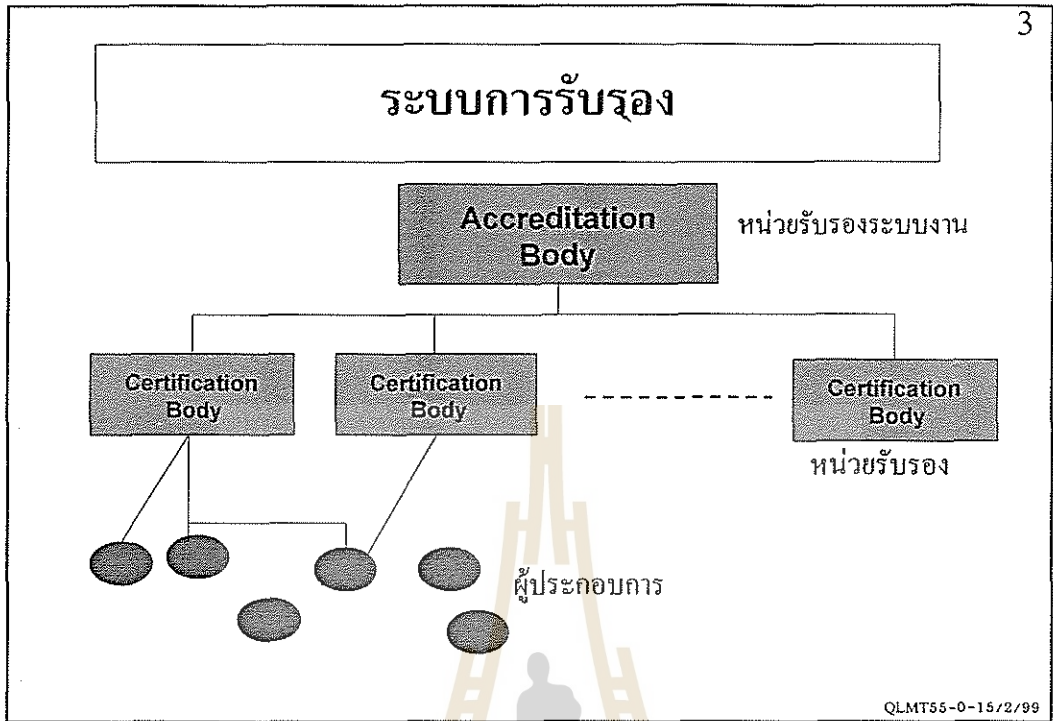 3
ระบบการรับรอง
Accreditation
Body
หน่วยรับรองระบบงาน
Certification
Body
Certification
Body
Certification
Body
หน่วยรับรอง
ผู้ประกอบการ
QLMT55-0-15/2/99